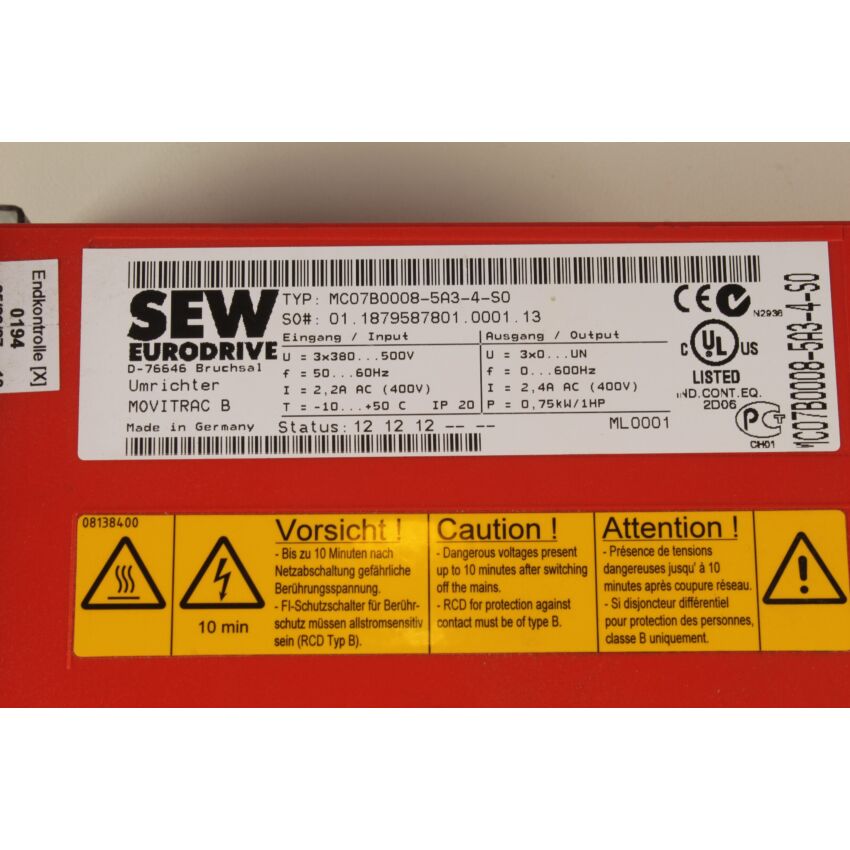 Endkontrolle [X]
0194
SEW
EURODRIVE
D-76646 Bruchsal
Umrichter
MOVITRAC B
Made in Germany
TYP: MC07B0008-5A3-4-S0
SO#: 01.1879587801.0001.13
Eingang / Input
U = 3x380...500V
f = 50...60Hz
I = 2,2A AC (400V)
T = -10...+50 C IP 20
Ausgang / Output
U = 3x0...UN
f = 0...600Hz
I = 2,4A AC (400V)
P = 0,75kW/1HP
Status: 12 12 12 -- --
ML0001
CE
N2936
C UL US
LISTED
IND.CONT.EQ.
2D06
CH01
MC07B0008-5A3-4-S0
08138400
10 min
Vorsicht !
- Bis zu 10 Minuten nach
Netzabschaltung gefährliche
Berührungsspannung.
- FI-Schutzschalter für Berühr-
schutz müssen allstromsensitiv
sein (RCD Typ B).
Caution !
- Dangerous voltages present
up to 10 minutes after switching
off the mains.
- RCD for protection against
contact must be of type B.
Attention !
- Présence de tensions
dangereuses jusqu' à 10
minutes après coupure réseau.
- Si disjoncteur différentiel
pour protection des personnes,
classe B uniquement.